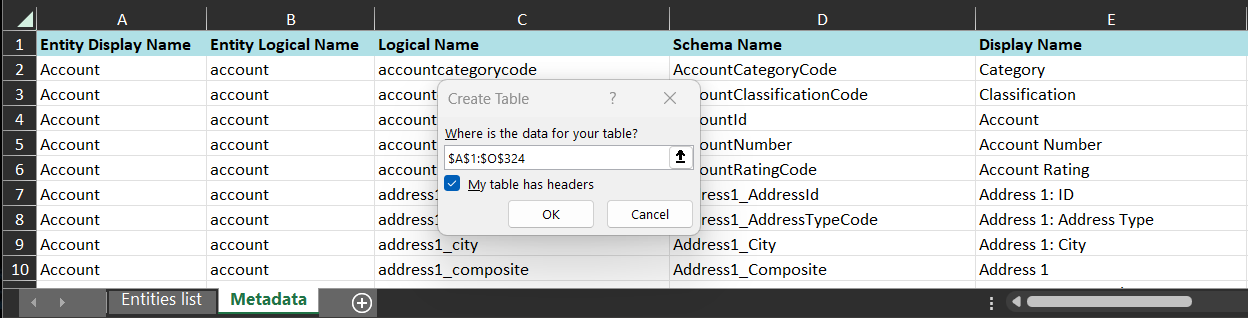 A B C D E
1 Entity Display Name Entity Logical Name Logical Name Schema Name Display Name
2 Account account accountcategorycode AccountCategoryCode Category
3 Account account account ountClassificationCode Classification
4 Account account account ountId Account
5 Account account account ountNumber Account Number
6 Account account account ountRatingCode Account Rating
7 Account account address1 ress1_AddressId Address 1: ID
8 Account account address1 ress1_AddressTypeCode Address 1: Address Type
9 Account account address1_city Address1_City Address 1: City
10 Account account address1_composite Address1_Composite Address 1
Create Table ?
Where is the data for your table?
$A$1:$O$324
My table has headers
OK Cancel
Entities list Metadata